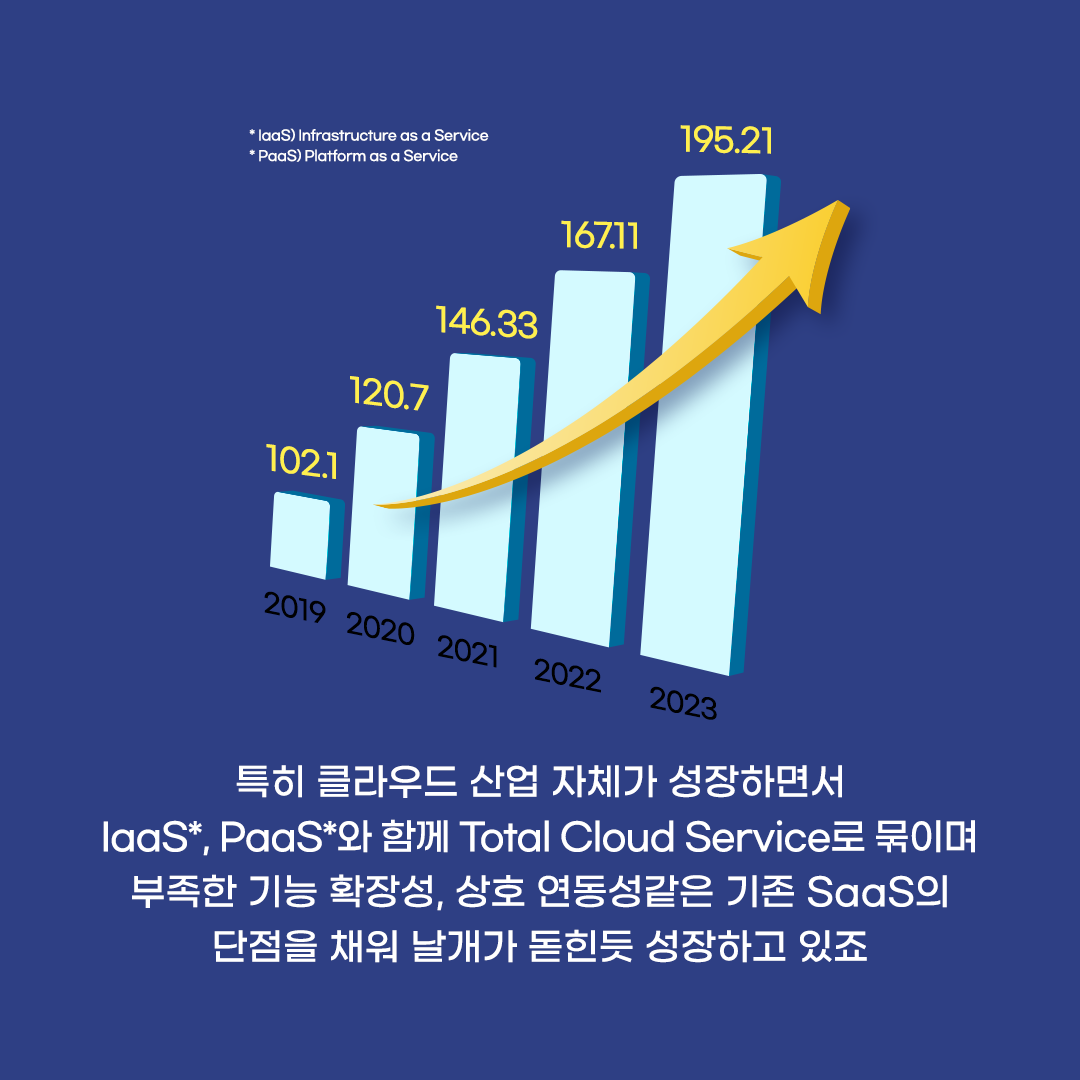 * IaaS) Infrastructure as a Service
* PaaS) Platform as a Service
195.21
167.11
146.33
120.7
102.1
2019
2020
2021
2022
2023
특히 클라우드 산업 자체가 성장하면서
IaaS*, PaaS*와 함께 Total Cloud Service로 묶이며
부족한 기능 확장성, 상호 연동성같은 기존 SaaS의
단점을 채워 날개가 돋힌듯 성장하고 있죠